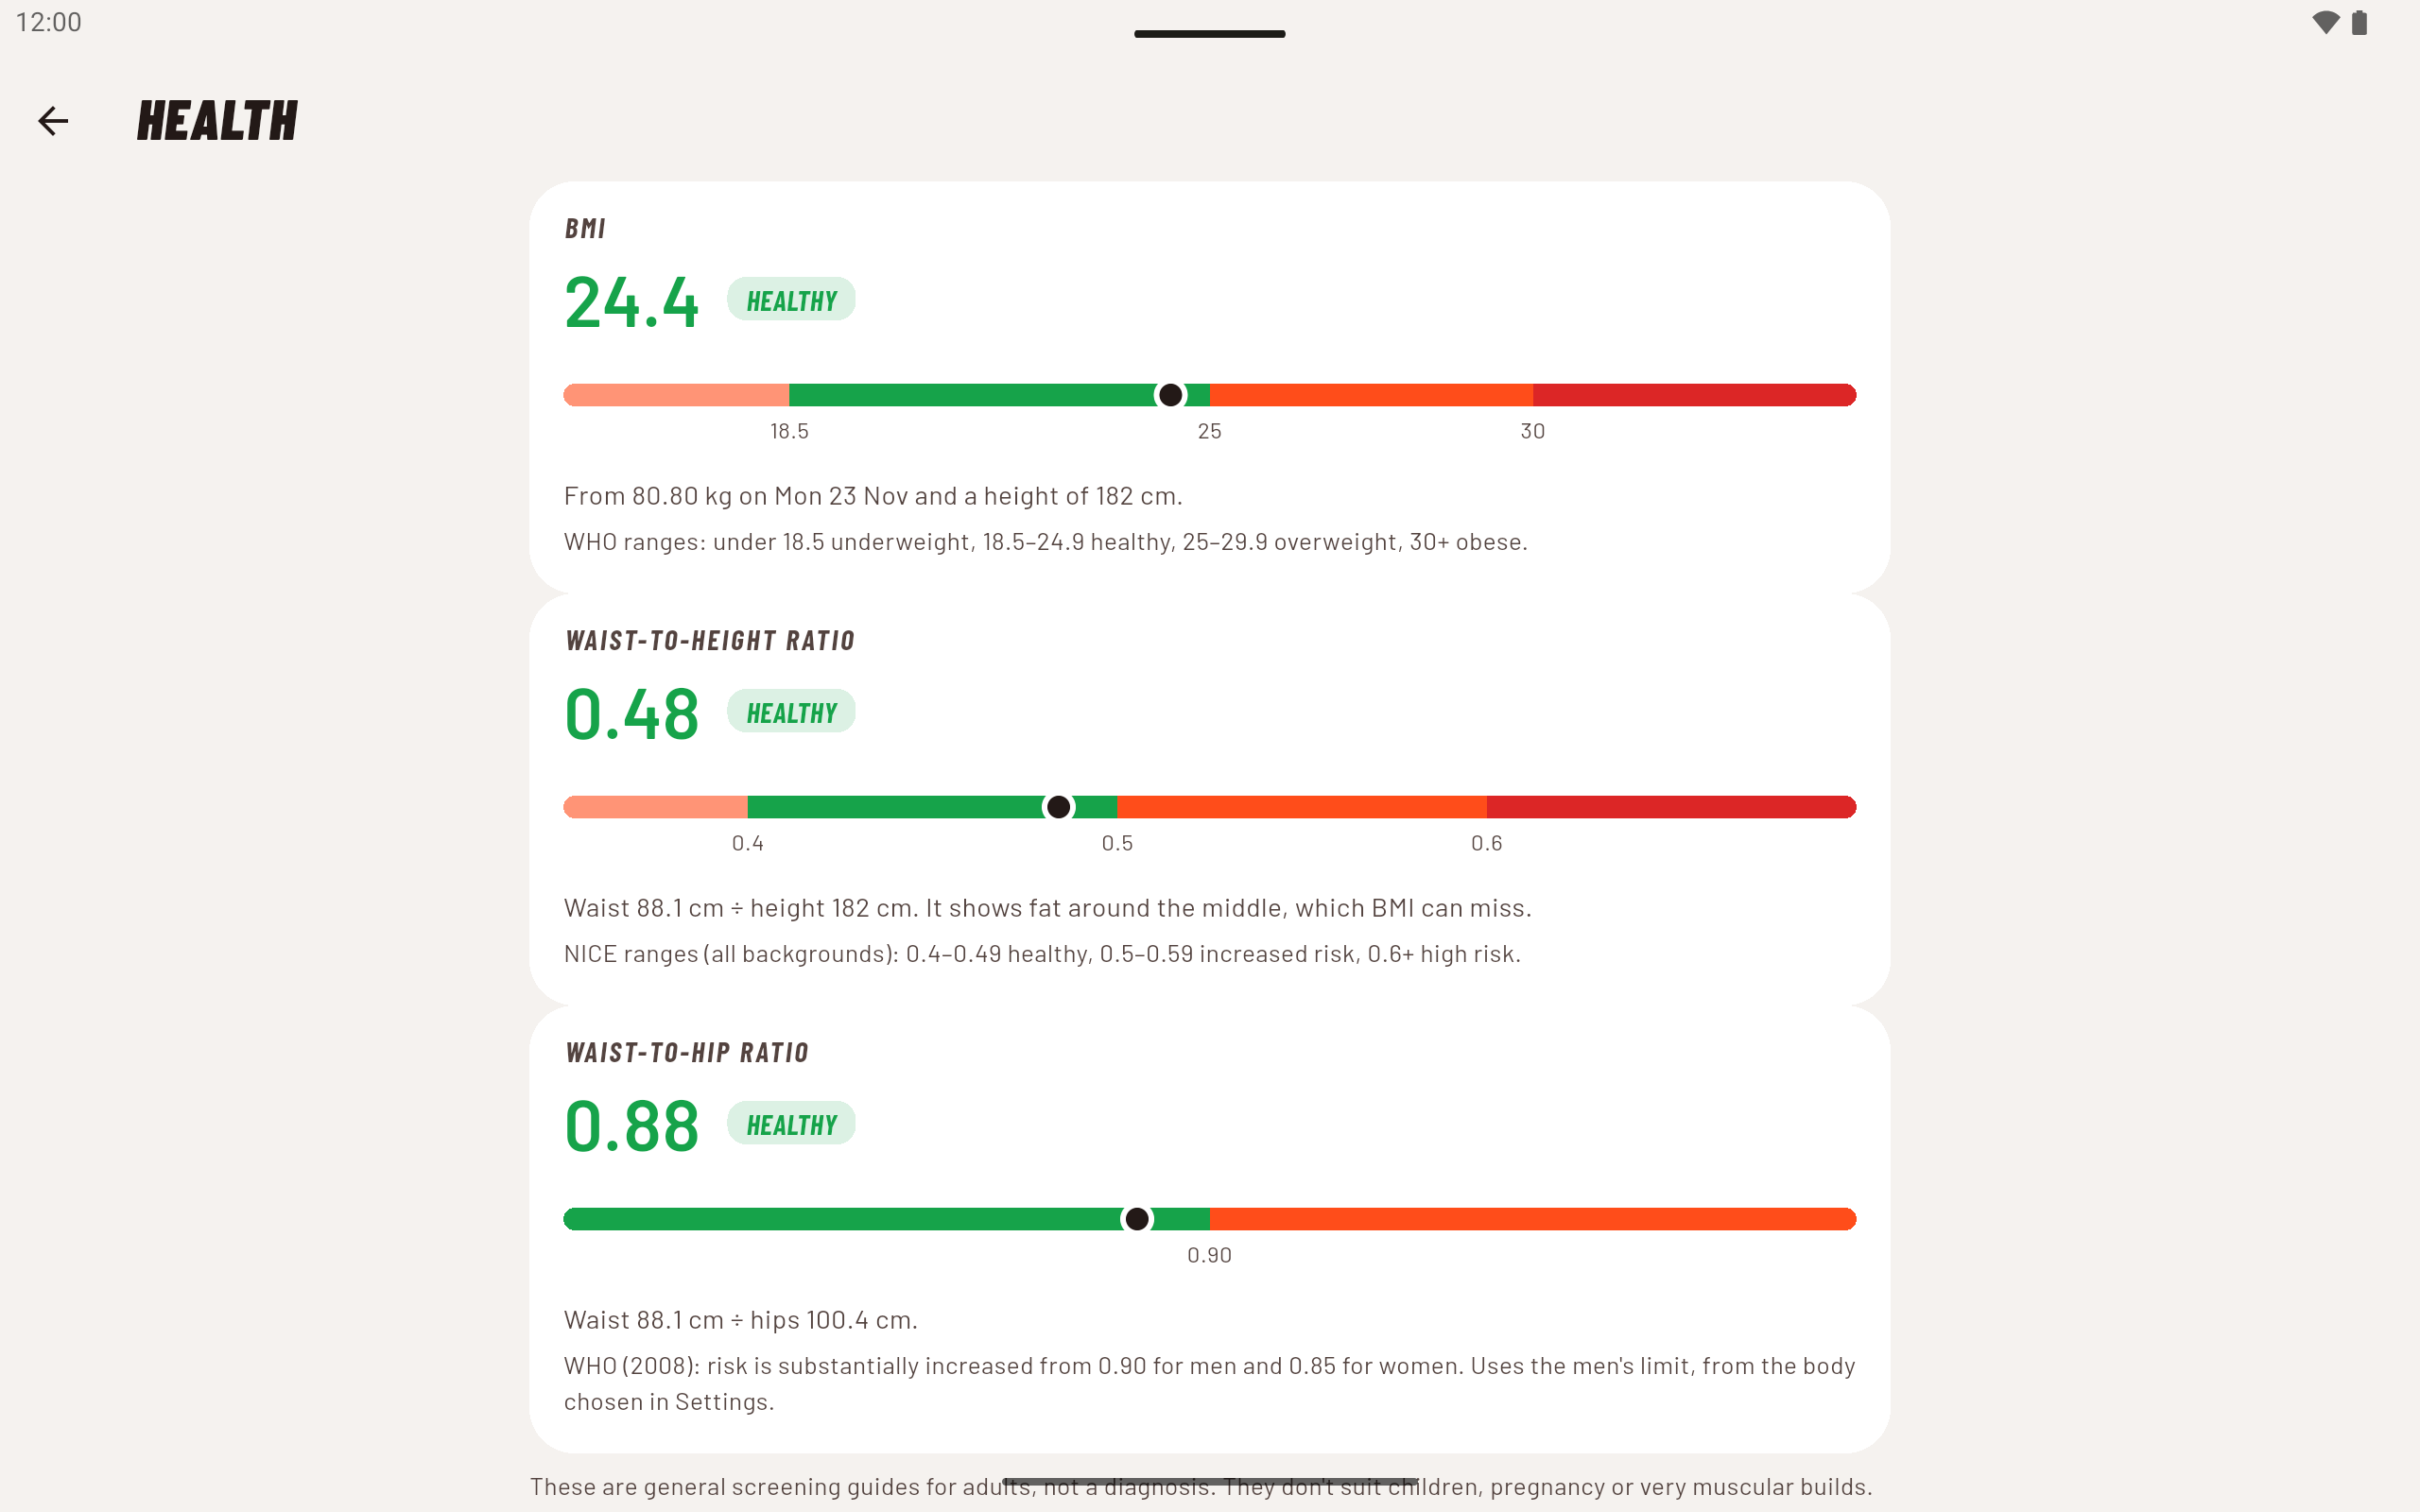 12:00
HEALTH
BMI
24.4 HEALTHY
18.5 25 30
From 80.80 kg on Mon 23 Nov and a height of 182 cm.
WHO ranges: under 18.5 underweight, 18.5–24.9 healthy, 25–29.9 overweight, 30+ obese.
WAIST-TO-HEIGHT RATIO
0.48 HEALTHY
0.4 0.5 0.6
Waist 88.1 cm ÷ height 182 cm. It shows fat around the middle, which BMI can miss.
NICE ranges (all backgrounds): 0.4–0.49 healthy, 0.5–0.59 increased risk, 0.6+ high risk.
WAIST-TO-HIP RATIO
0.88 HEALTHY
0.90
Waist 88.1 cm ÷ hips 100.4 cm.
WHO (2008): risk is substantially increased from 0.90 for men and 0.85 for women. Uses the men's limit, from the body
chosen in Settings.
These are general screening guides for adults, not a diagnosis. They don't suit children, pregnancy or very muscular builds.